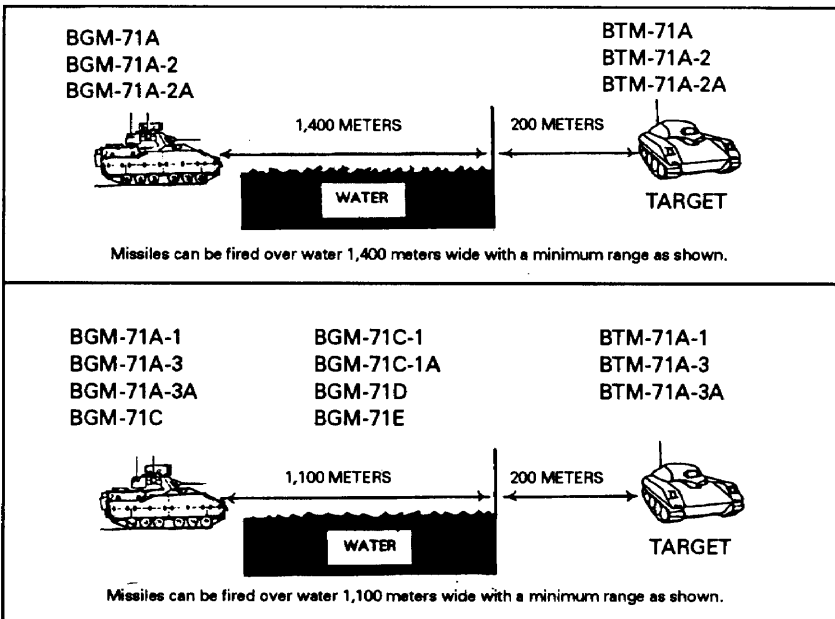 BGM-71A
BGM-71A-2
BGM-71A-2A
BTM-71A
BTM-71A-2
BTM-71A-2A
1,400 METERS
200 METERS
WATER
TARGET
Missiles can be fired over water 1,400 meters wide with a minimum range as shown.
BGM-71A-1
BGM-71A-3
BGM-71A-3A
BGM-71C
BGM-71C-1
BGM-71C-1A
BGM-71D
BGM-71E
BTM-71A-1
BTM-71A-3
BTM-71A-3A
1,100 METERS
200 METERS
WATER
TARGET
Missiles can be fired over water 1,100 meters wide with a minimum range as shown.